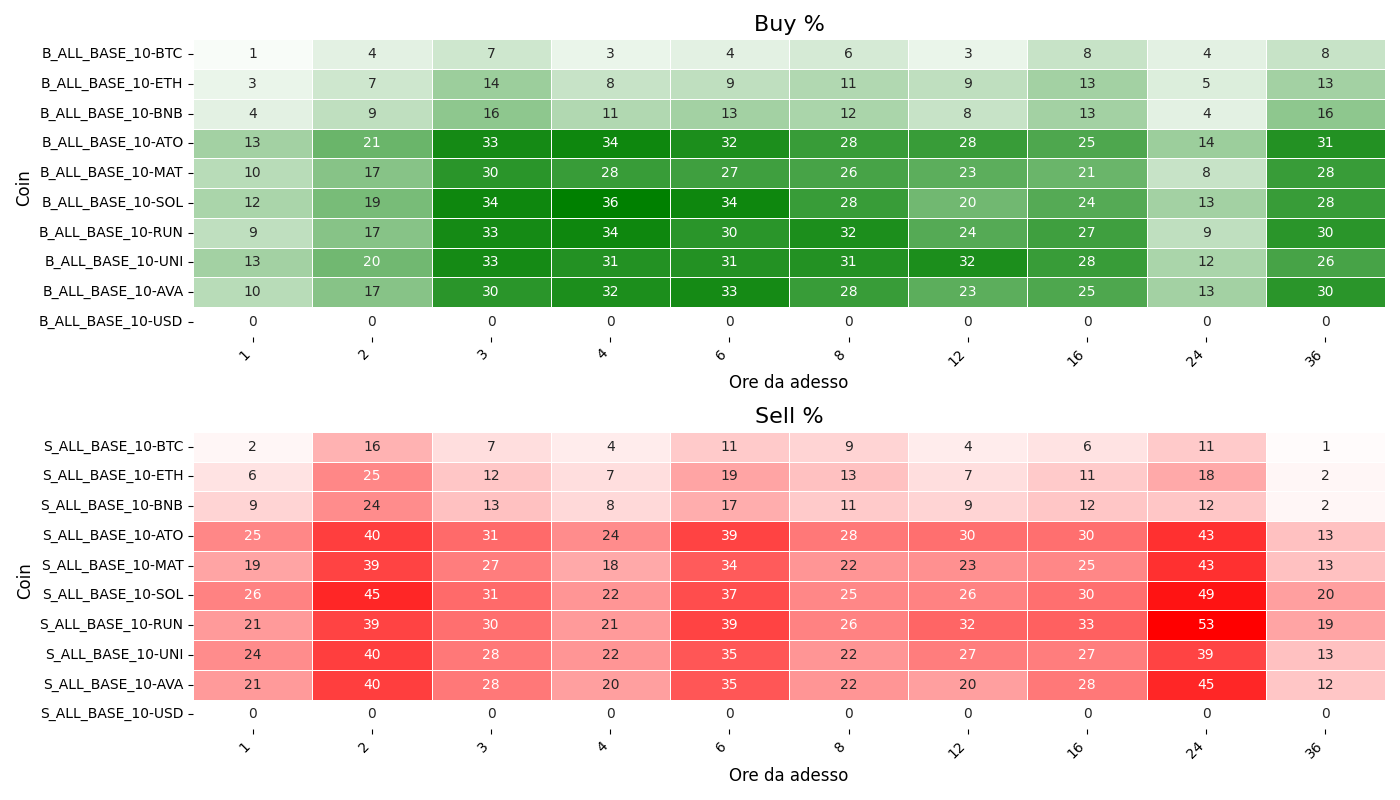 Buy %
Coin
B_ALL_BASE_10-BTC 1 4 7 3 4 6 3 8 4 8
B_ALL_BASE_10-ETH 3 7 14 8 9 11 9 13 5 13
B_ALL_BASE_10-BNB 4 9 16 11 13 12 8 13 4 16
B_ALL_BASE_10-ATO 13 21 33 34 32 28 28 25 14 31
B_ALL_BASE_10-MAT 10 17 30 28 27 26 23 21 8 28
B_ALL_BASE_10-SOL 12 19 34 36 34 28 20 24 13 28
B_ALL_BASE_10-RUN 9 17 33 34 30 32 24 27 9 30
B_ALL_BASE_10-UNI 13 20 33 31 31 31 32 28 12 26
B_ALL_BASE_10-AVA 10 17 30 32 33 28 23 25 13 30
B_ALL_BASE_10-USD 0 0 0 0 0 0 0 0 0 0
1 2 3 4 6 8 12 16 24 36
Ore da adesso
Sell %
Coin
S_ALL_BASE_10-BTC 2 16 7 4 11 9 4 6 11 1
S_ALL_BASE_10-ETH 6 25 12 7 19 13 7 11 18 2
S_ALL_BASE_10-BNB 9 24 13 8 17 11 9 12 12 2
S_ALL_BASE_10-ATO 25 40 31 24 39 28 30 30 43 13
S_ALL_BASE_10-MAT 19 39 27 18 34 22 23 25 43 13
S_ALL_BASE_10-SOL 26 45 31 22 37 25 26 30 49 20
S_ALL_BASE_10-RUN 21 39 30 21 39 26 32 33 53 19
S_ALL_BASE_10-UNI 24 40 28 22 35 22 27 27 39 13
S_ALL_BASE_10-AVA 21 40 28 20 35 22 20 28 45 12
S_ALL_BASE_10-USD 0 0 0 0 0 0 0 0 0 0
1 2 3 4 6 8 12 16 24 36
Ore da adesso